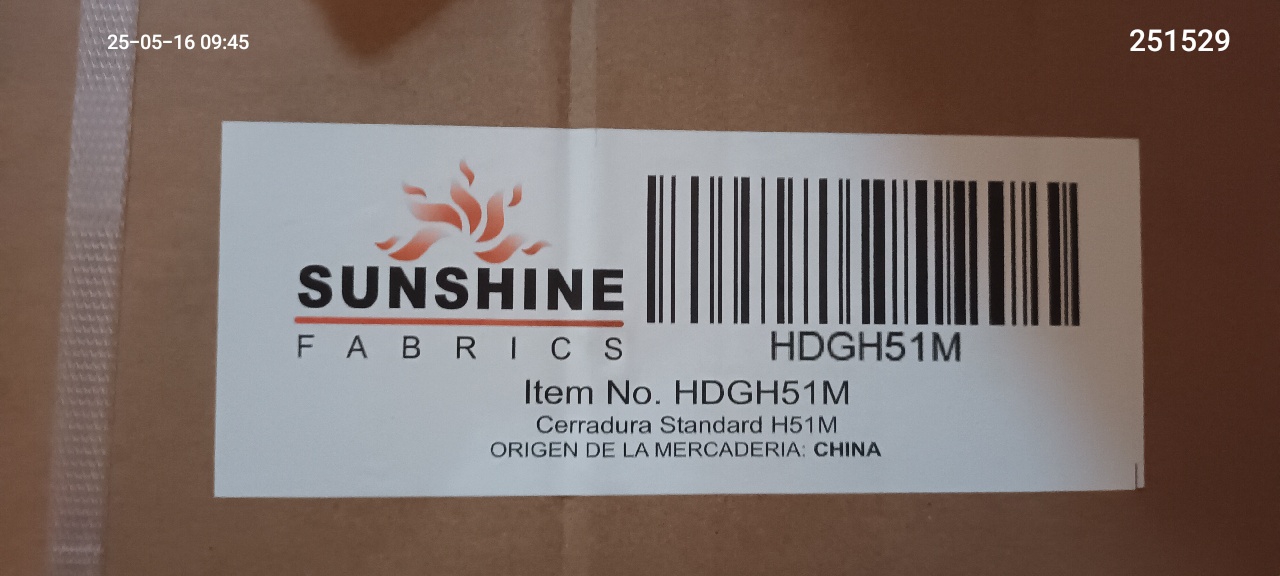 25-05-16 09:45
251529
SUNSHINE
FABRICS
HDGH51M
Item No. HDGH51M
Cerradura Standard H51M
ORIGEN DE LA MERCADERIA: CHINA